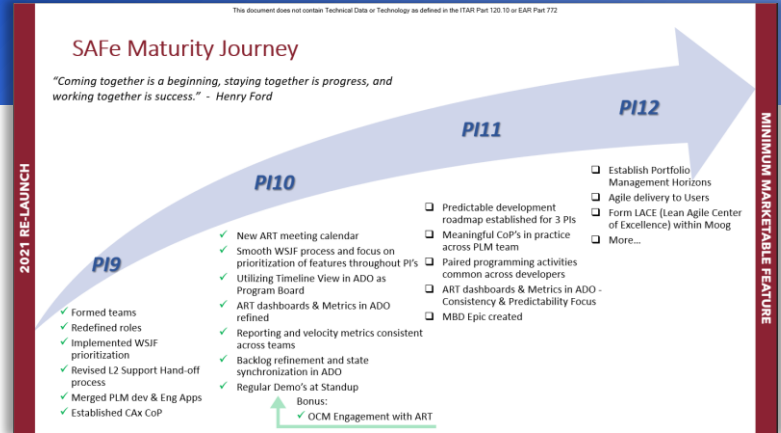 This document does not contain Technical Data or Technology as defined in the ITAR Part 120.10 or EAR Part 772
SAFe Maturity Journey
“Coming together is a beginning, staying together is progress, and
working together is success.” - Henry Ford
2021 RE-LAUNCH
PI9
✓ Formed teams
✓ Redefined roles
✓ Implemented WSJF
prioritization
✓ Revised L2 Support Hand-off
process
✓ Merged PLM dev & Eng Apps
✓ Established CAx CoP
PI10
✓ New ART meeting calendar
✓ Smooth WSJF process and focus on
prioritization of features throughout PI's
✓ Utilizing Timeline View in ADO as
Program Board
✓ ART dashboards & Metrics in ADO
refined
✓ Reporting and velocity metrics consistent
across teams
✓ Backlog refinement and state
synchronization in ADO
✓ Regular Demo's at Standup
Bonus:
✓ OCM Engagement with ART
PI11
❑ Predictable development
roadmap established for 3 PIs
❑ Meaningful CoP's in practice
across PLM team
❑ Paired programming activities
common across developers
❑ ART dashboards & Metrics in ADO -
Consistency & Predictability Focus
❑ MBD Epic created
PI12
❑ Establish Portfolio
Management Horizons
❑ Agile delivery to Users
❑ Form LACE (Lean Agile Center
of Excellence) within Moog
❑ More…
MINIMUM MARKETABLE FEATURE